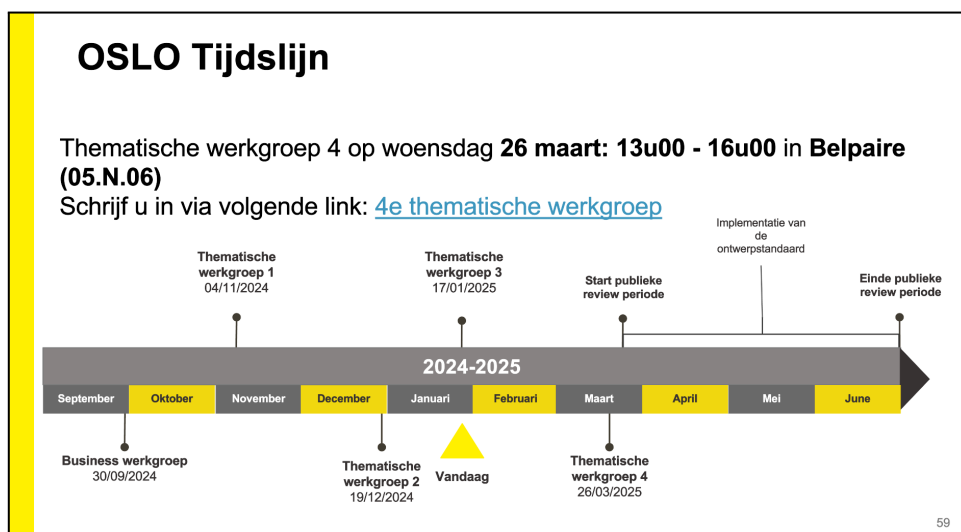 OSLO Tijdslijn
Thematische werkgroep 4 op woensdag 26 maart: 13u00 - 16u00 in Belpaire
(05.N.06)
Schrijf u in via volgende link: 4e thematische werkgroep
Implementatie van
de
ontwerpstandaard
Thematische
werkgroep 1
04/11/2024
Thematische
werkgroep 3
17/01/2025
Start publieke
review periode
Einde publieke
review periode
2024-2025
September Oktober November December Januari Februari Maart April Mei June
Business werkgroep
30/09/2024
Thematische
werkgroep 2
19/12/2024
Vandaag
Thematische
werkgroep 4
26/03/2025
59